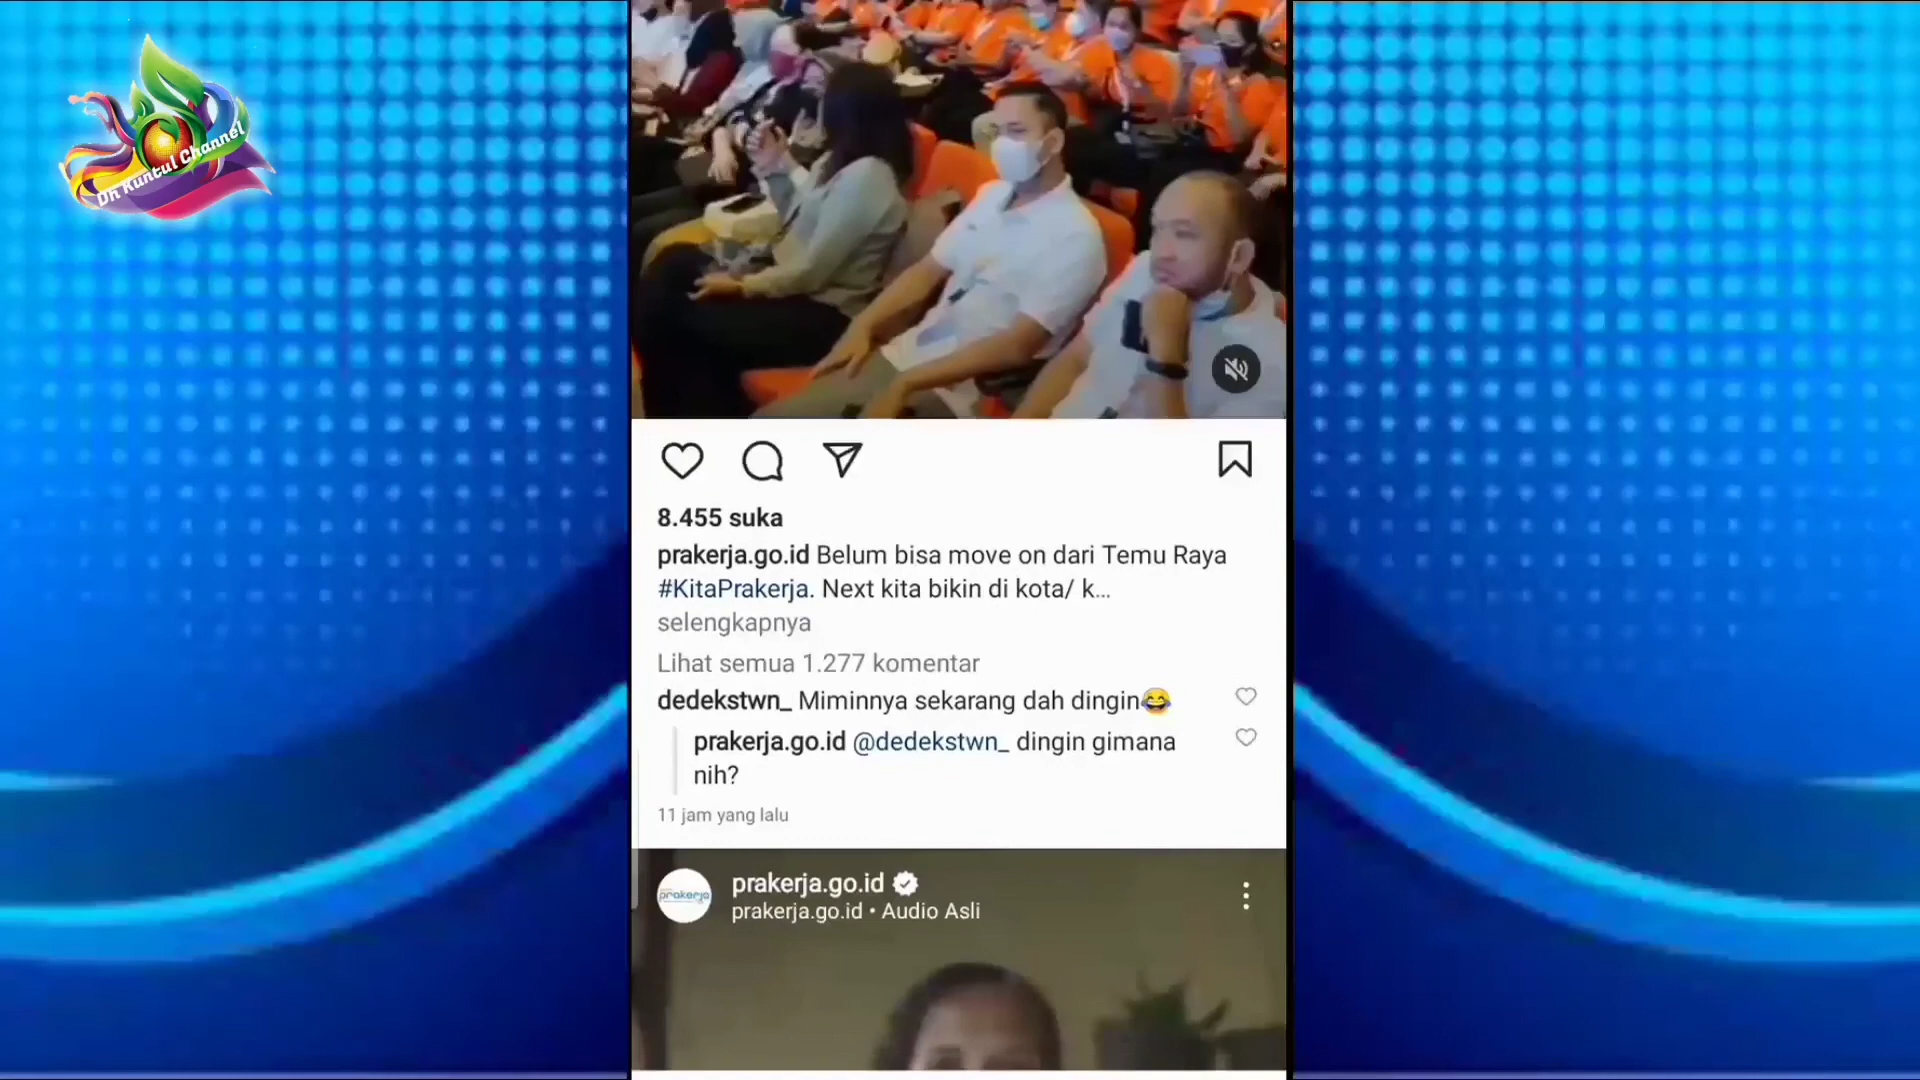 Dh Kuntul Channel
8.455 suka
prakerja.go.id Belum bisa move on dari Temu Raya
#KitaPrakerja. Next kita bikin di kota/ k...
selengkapnya
Lihat semua 1.277 komentar
dedekstwn_ Miminnya sekarang dah dingin😂
prakerja.go.id @dedekstwn_ dingin gimana
nih?
11 jam yang lalu
prakerja
prakerja.go.id
prakerja.go.id • Audio Asli